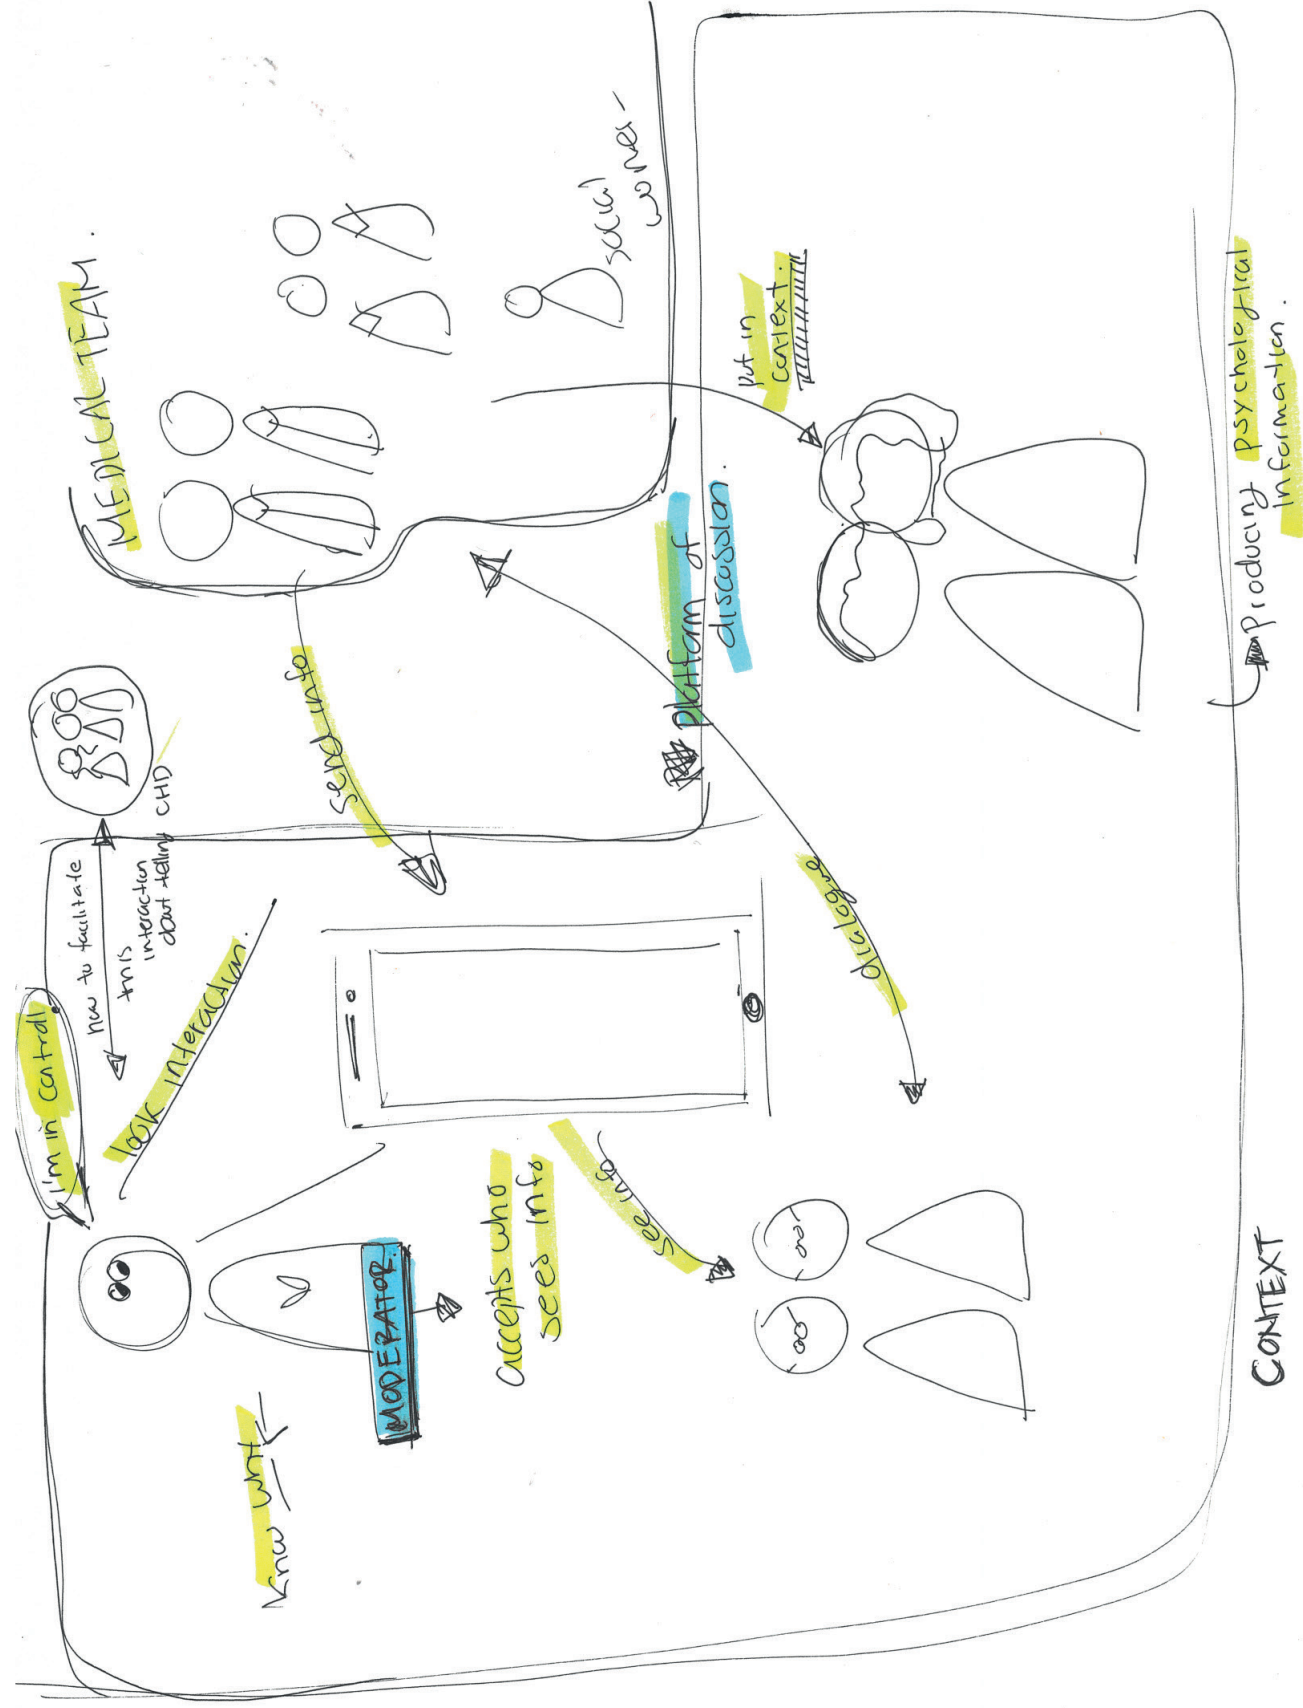 I'm in control!
how to facilitate
this
interaction
about telling CHD
MEDICAL TEAM.
look interaction.
know
send info
MODERATOR.
accepts who
sees info
see info
social
worker-
platform of
discussion.
put in
context.
dialogue
CONTEXT
Producing psychological
information.